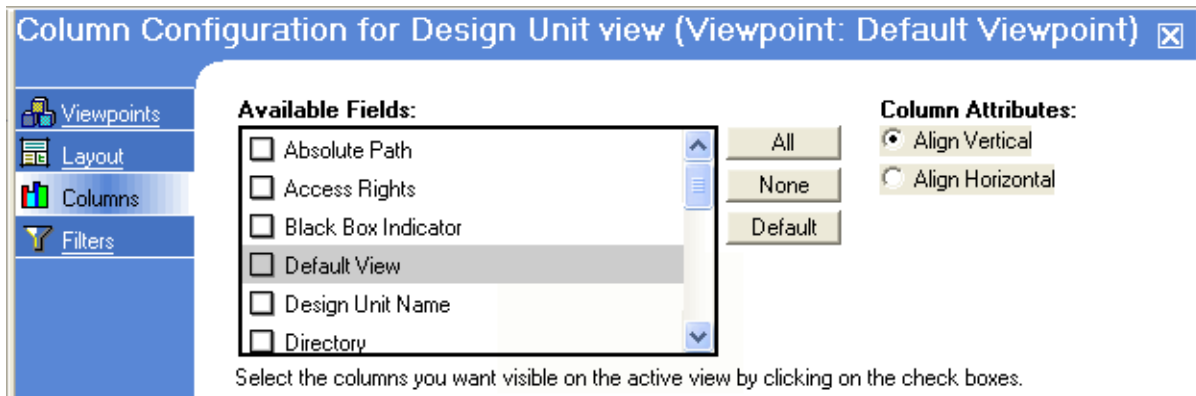 Column Configuration for Design Unit view (Viewpoint: Default Viewpoint)
Viewpoints
Layout
Columns
Filters
Available Fields:
Absolute Path
Access Rights
Black Box Indicator
Default View
Design Unit Name
Directory
All
None
Default
Column Attributes:
Align Vertical
Align Horizontal
Select the columns you want visible on the active view by clicking on the check boxes.